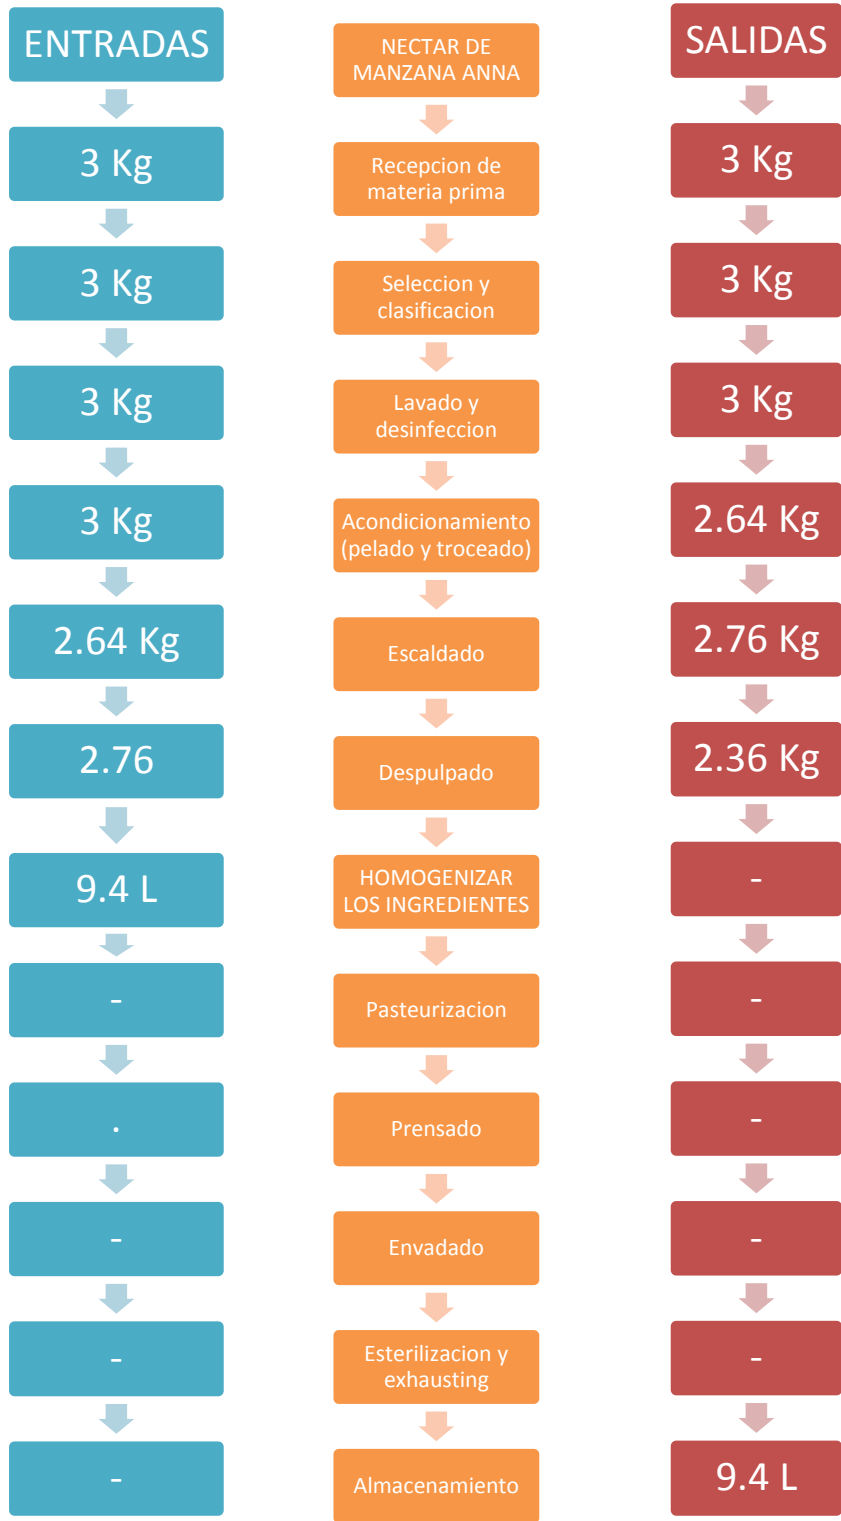 ENTRADAS
3 Kg
3 Kg
3 Kg
3 Kg
2.64 Kg
2.76
9.4 L
-
.
-
-
-
NECTAR DE
MANZANA ANNA
Recepcion de
materia prima
Seleccion y
clasificacion
Lavado y
desinfeccion
Acondicionamiento
(pelado y troceado)
Escaldado
Despulpado
HOMOGENIZAR
LOS INGREDIENTES
Pasteurizacion
Prensado
Envadado
Esterilizacion y
exhausting
Almacenamiento
SALIDAS
3 Kg
3 Kg
3 Kg
2.64 Kg
2.76 Kg
2.36 Kg
-
-
-
-
-
9.4 L